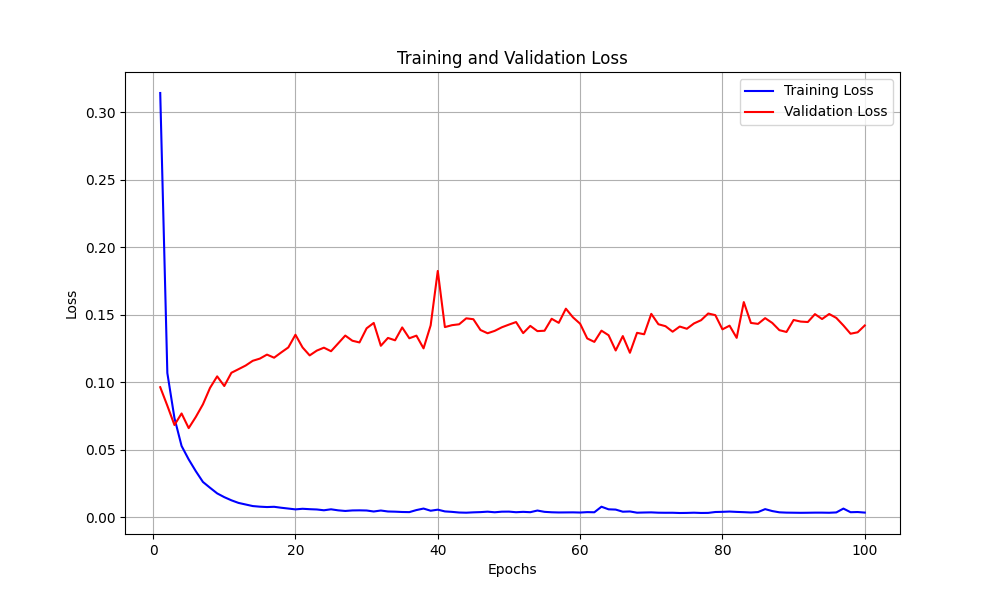 Training and Validation Loss
Training Loss
Validation Loss
0.30
0.25
0.20
0.15
0.10
0.05
0.00
Loss
0 20 40 60 80 100
Epochs